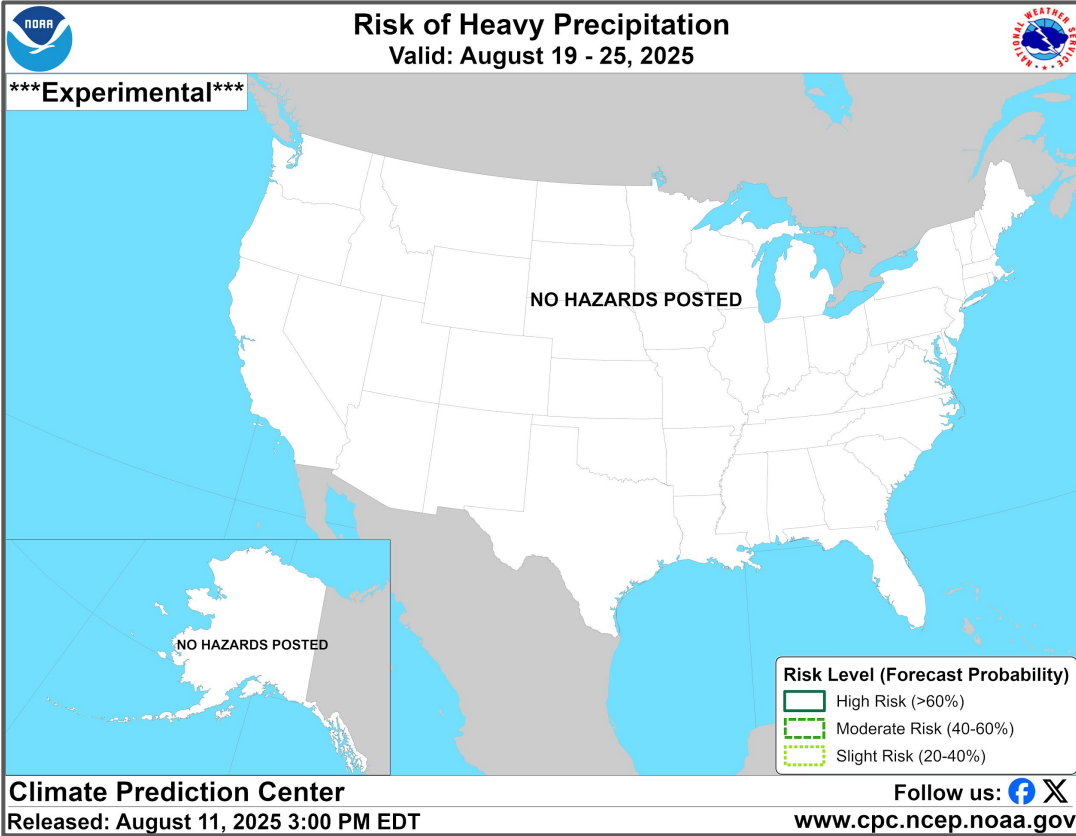 NOAA
Risk of Heavy Precipitation
Valid: August 19 - 25, 2025
NATIONAL WEATHER SERVICE
***Experimental***
NO HAZARDS POSTED
NO HAZARDS POSTED
Risk Level (Forecast Probability)
High Risk (>60%)
Moderate Risk (40-60%)
Slight Risk (20-40%)
Climate Prediction Center
Follow us:
Released: August 11, 2025 3:00 PM EDT
www.cpc.ncep.noaa.gov